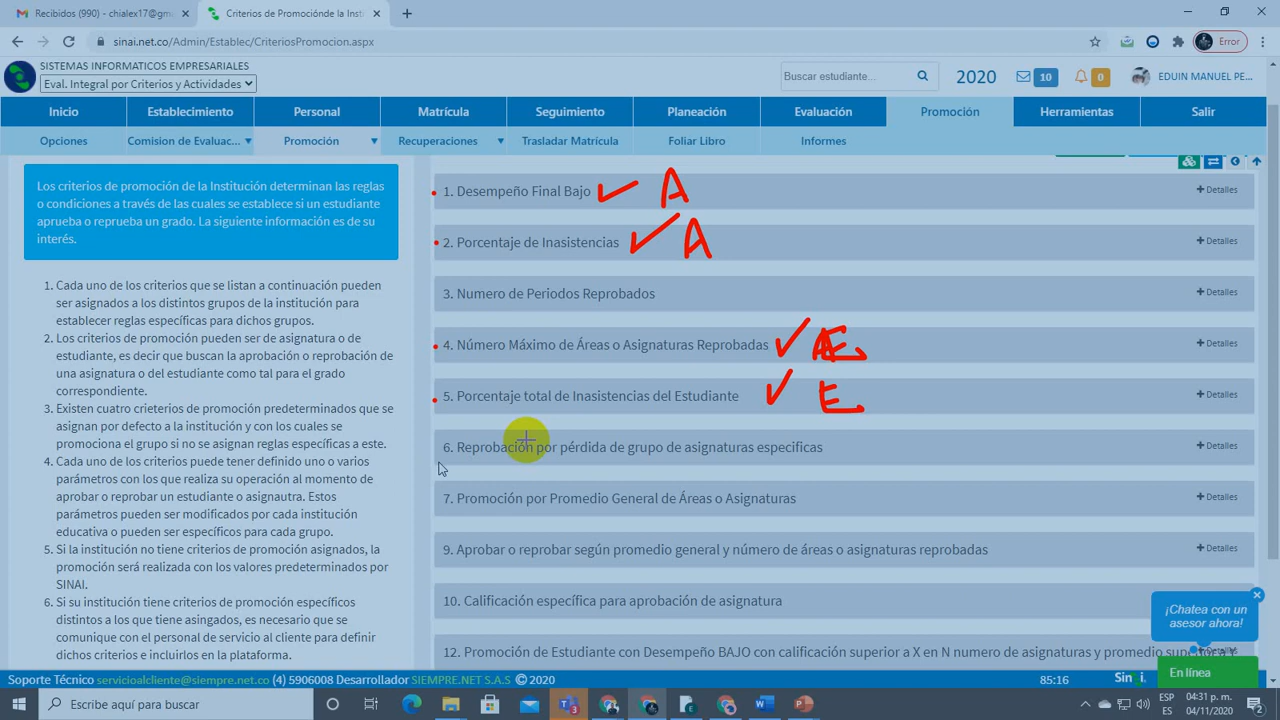 Recibidos (990) - chialex17@gm
Criterios de Promociónde la Insti
sinai.net.co/Admin/Establec/CriteriosPromocion.aspx
Error
SISTEMAS INFORMATICOS EMPRESARIALES
Eval. Integral por Criterios y Actividades
Buscar estudiante...
2020
10
0
EDUIN MANUEL PE...
Inicio
Establecimiento
Personal
Matrícula
Seguimiento
Planeación
Evaluación
Promoción
Herramientas
Salir
Opciones
Comision de Evaluac...
Promoción
Recuperaciones
Trasladar Matrícula
Foliar Libro
Informes
Los criterios de promoción de la Institución determinan las reglas
o condiciones a través de las cuales se establece si un estudiante
aprueba o reprueba un grado. La siguiente información es de su
interés.
1. Cada uno de los criterios que se listan a continuación pueden
ser asignados a los distintos grupos de la institución para
establecer reglas específicas para dichos grupos.
2. Los criterios de promoción pueden ser de asignatura o de
estudiante, es decir que buscan la aprobación o reprobación de
una asignatura o del estudiante como tal para el grado
correspondiente.
3. Existen cuatro crieterios de promoción predeterminados que se
asignan por defecto a la institución y con los cuales se
promociona el grupo si no se asignan reglas específicas a este.
4. Cada uno de los criterios puede tener definido uno o varios
parámetros con los que realiza su operación al momento de
aprobar o reprobar un estudiante o asignautra. Estos
parámetros pueden ser modificados por cada institución
educativa o pueden ser específicos para cada grupo.
5. Si la institución no tiene criterios de promoción asignados, la
promoción será realizada con los valores predeterminados por
SINAI.
6. Si su institución tiene criterios de promoción específicos
distintos a los que tiene asingados, es necesario que se
comunique con el personal de servicio al cliente para definir
dichos criterios e incluirlos en la plataforma.
1. Desempeño Final Bajo A Detalles
2. Porcentaje de Inasistencias A Detalles
3. Numero de Periodos Reprobados Detalles
4. Número Máximo de Áreas o Asignaturas Reprobadas E Detalles
5. Porcentaje total de Inasistencias del Estudiante E Detalles
6. Reprobación por pérdida de grupo de asignaturas especificas Detalles
7. Promoción por Promedio General de Áreas o Asignaturas Detalles
9. Aprobar o reprobar según promedio general y número de áreas o asignaturas reprobadas Detalles
10. Calificación específica para aprobación de asignatura
12. Promoción de Estudiante con Desempeño BAJO con calificación superior a X en N numero de asignaturas y promedio
¡Chatea con un
asesor ahora!
En línea
Soporte Técnico servicioalcliente@siempre.net.co (4) 5906008 Desarrollador SIEMPRE.NET S.A.S © 2020
85:16
Escribe aquí para buscar
ESP
ES
04:31 p. m.
04/11/2020
2